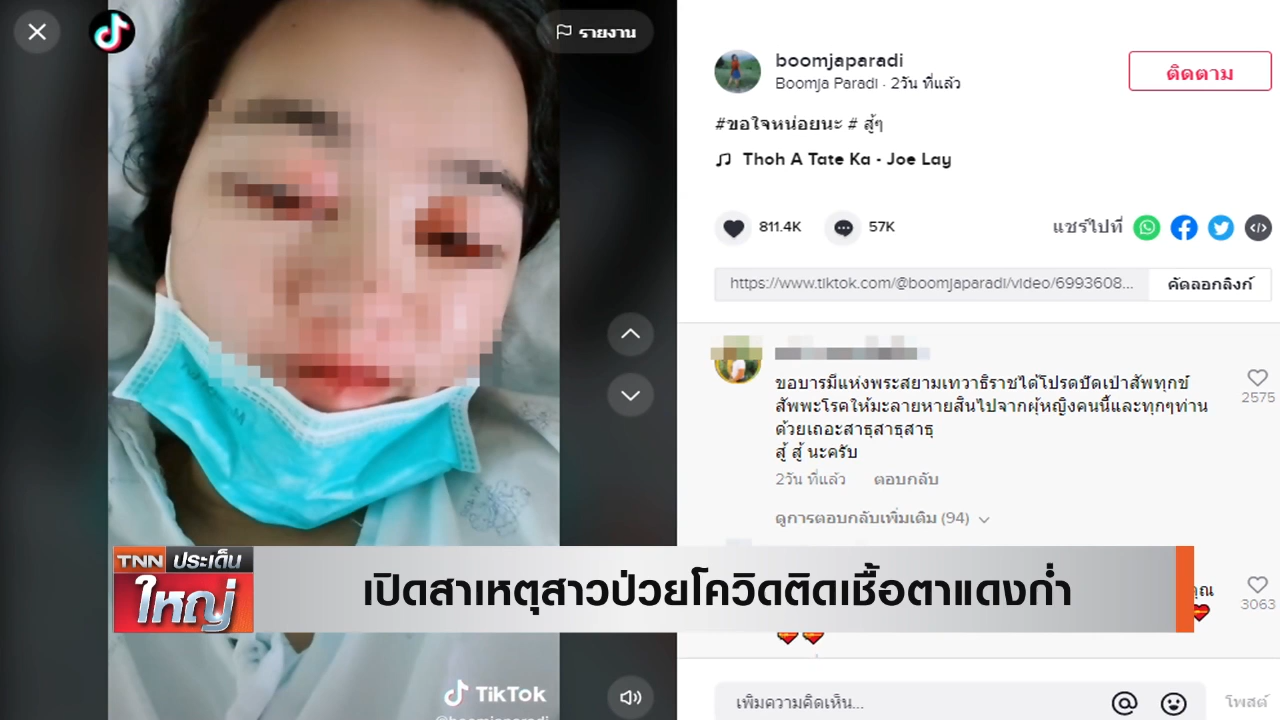 รายงาน
boomjaparadi
Boomja Paradi · 2วัน ที่แล้ว
ติดตาม
#ขอใจหน่อยนะ # สู้ๆ
Thoh A Tate Ka - Joe Lay
811.4K
57K
แชร์ไปที่
https://www.tiktok.com/@boomjaparadi/video/6993608...
คัดลอกลิงก์
ขอบารมีแห่งพระสยามเทวาธิราชได้โปรดปัดเป่าสัพทุกข์
สัพพะโรคให้มะลายหายสิ้นไปจากผู้หญิงคนนี้และทุกๆท่าน
ด้วยเถอะสาธุสาธุสาธุ
สู้ สู้ นะครับ
2575
2วัน ที่แล้ว ตอบกลับ
ดูการตอบกลับเพิ่มเติม (94)
TNN ประเด็น
ใหญ่
เปิดสาเหตุสาวป่วยโควิดติดเชื้อตาแดงก่ำ
คุณ
3063
TikTok
@boomjaparadi
เพิ่มความคิดเห็น...
โพสต์